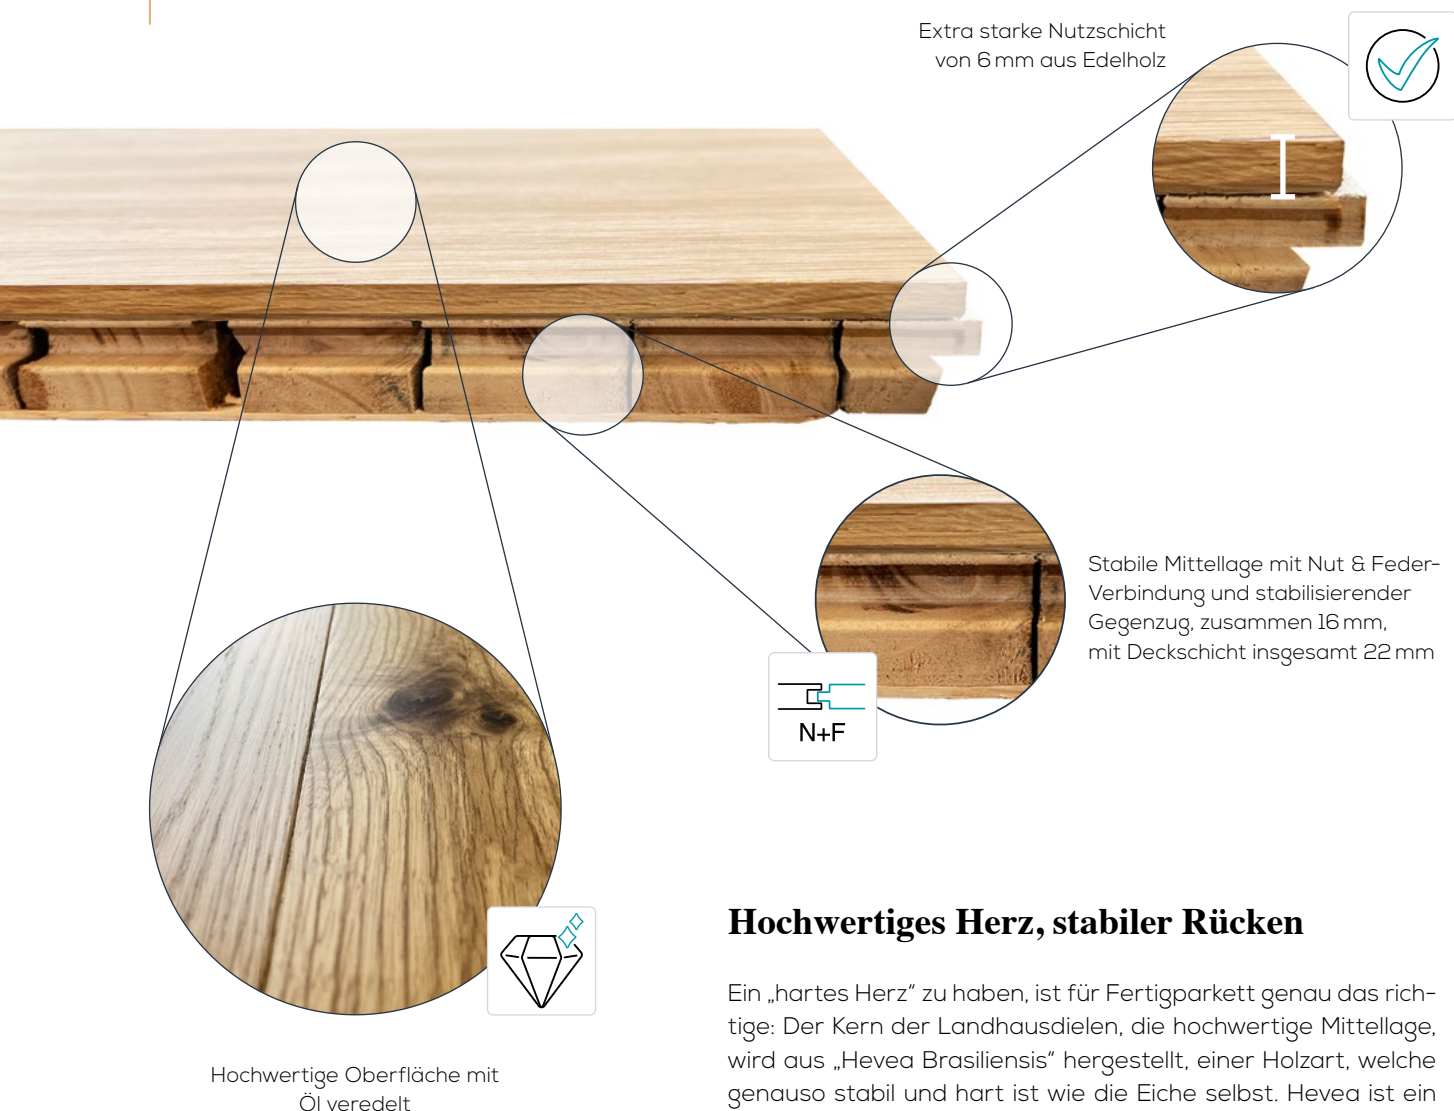 Extra starke Nutzschicht
von 6 mm aus Edelholz
Stabile Mittellage mit Nut & Feder-
Verbindung und stabilisierender
Gegenzug, zusammen 16 mm,
mit Deckschicht insgesamt 22 mm
N+F
Hochwertige Oberfläche mit
Öl veredelt
Hochwertiges Herz, stabiler Rücken
Ein „hartes Herz“ zu haben, ist für Fertigparkett genau das rich-
tige: Der Kern der Landhausdielen, die hochwertige Mittellage,
wird aus „Hevea Brasiliensis“ hergestellt, einer Holzart, welche
genauso stabil und hart ist wie die Eiche selbst. Hevea ist ein